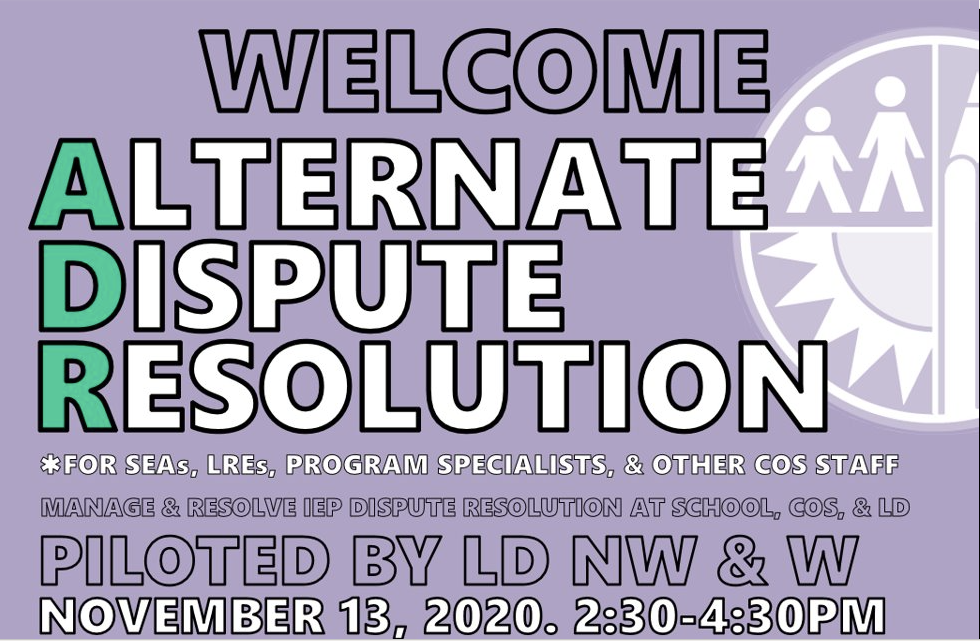 WELCOME
ALTERNATE
DISPUTE
RESOLUTION
*FOR SEAs, LREs, PROGRAM SPECIALISTS, & OTHER COS STAFF
MANAGE & RESOLVE IEP DISPUTE RESOLUTION AT SCHOOL, COS, & LD
PILOTED BY LD NW & W
NOVEMBER 13, 2020. 2:30-4:30PM